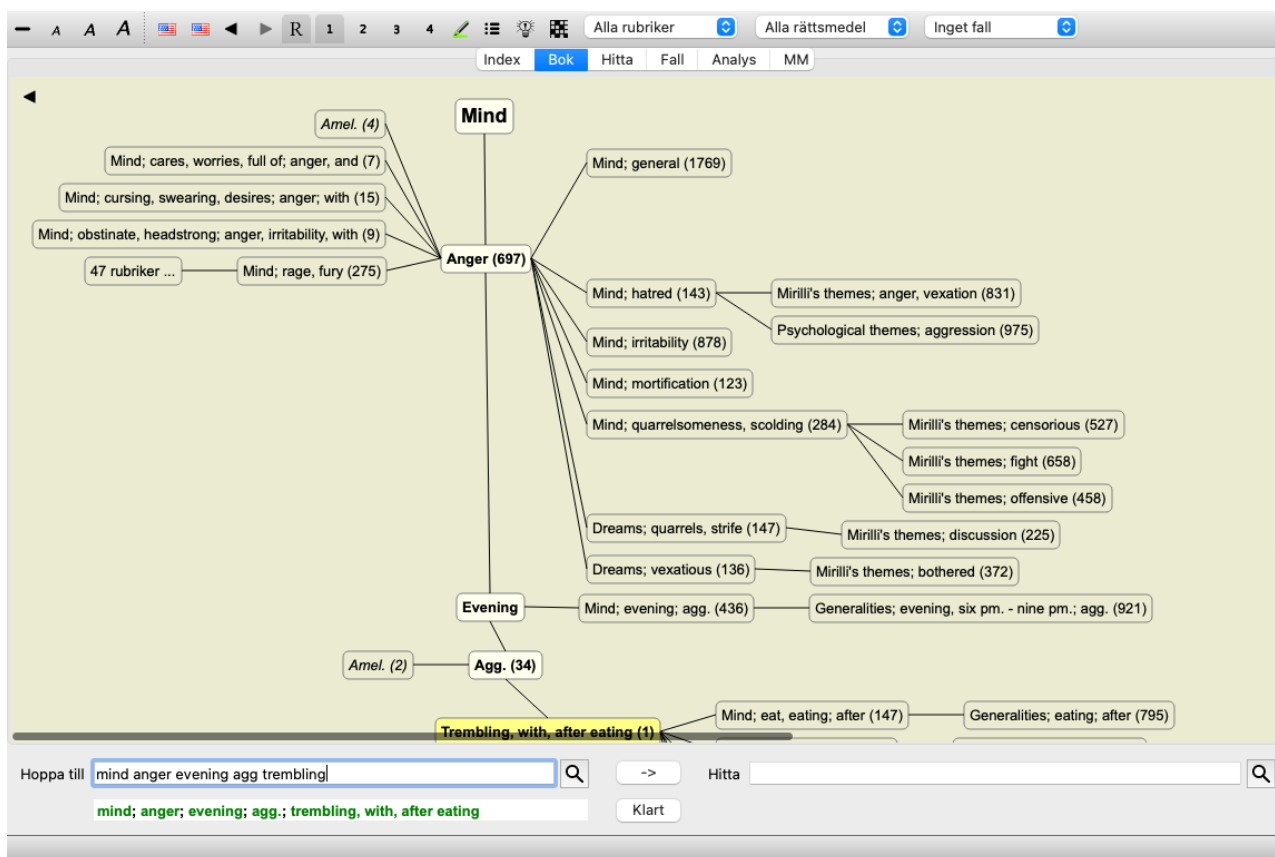 A A A R 1 2 3 4 Alla rubriker Alla rättsmedel Inget fall
Index Bok Hitta Fall Analys MM
Mind
Amel. (4)
Mind; cares, worries, full of; anger, and (7)
Mind; general (1769)
Mind; cursing, swearing, desires; anger; with (15)
Mind; obstinate, headstrong; anger, irritability, with (9)
Anger (697)
47 rubriker ... Mind; rage, fury (275)
Mind; hatred (143) Mirilli's themes; anger, vexation (831)
Psychological themes; aggression (975)
Mind; irritability (878)
Mind; mortification (123)
Mind; quarrelsomeness, scolding (284) Mirilli's themes; censorious (527)
Mirilli's themes; fight (658)
Mirilli's themes; offensive (458)
Dreams; quarrels, strife (147) Mirilli's themes; discussion (225)
Dreams; vexatious (136) Mirilli's themes; bothered (372)
Evening Mind; evening; agg. (436) Generalities; evening, six pm. - nine pm.; agg. (921)
Amel. (2) Agg. (34)
Mind; eat, eating; after (147) Generalities; eating; after (795)
Trembling, with, after eating (1)
Hoppa till mind anger evening agg trembling -> Hitta
mind; anger; evening; agg.; trembling, with, after eating Klart